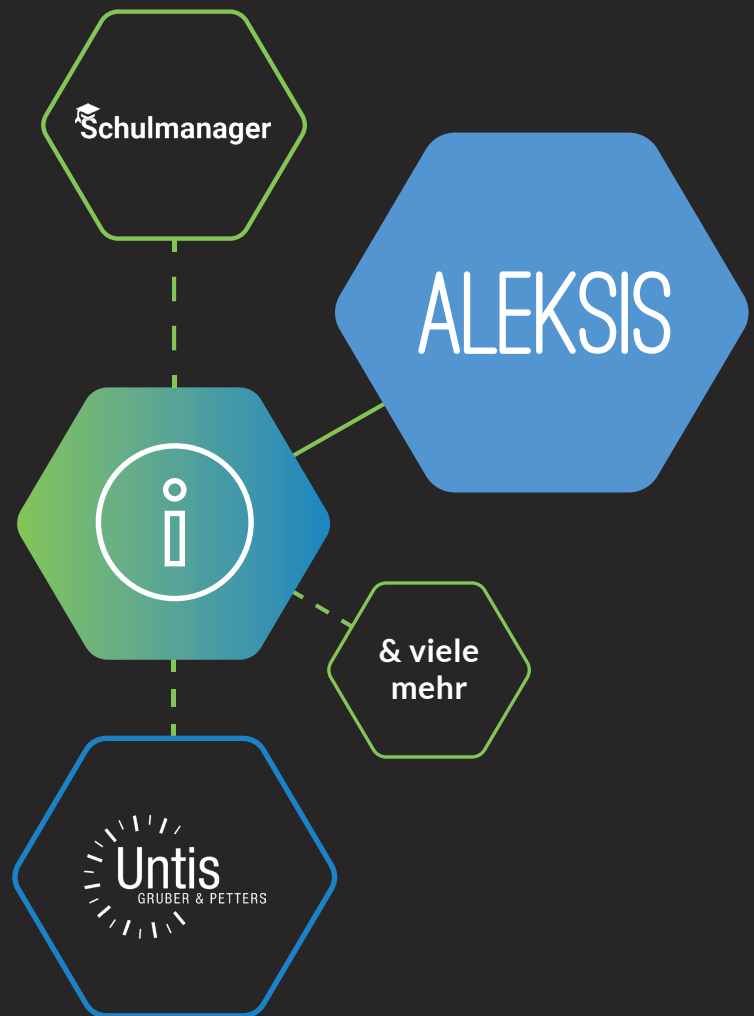 Schulmanager
ALEKSIS
i
& viele
mehr
Untis
GRUBER & PETTERS